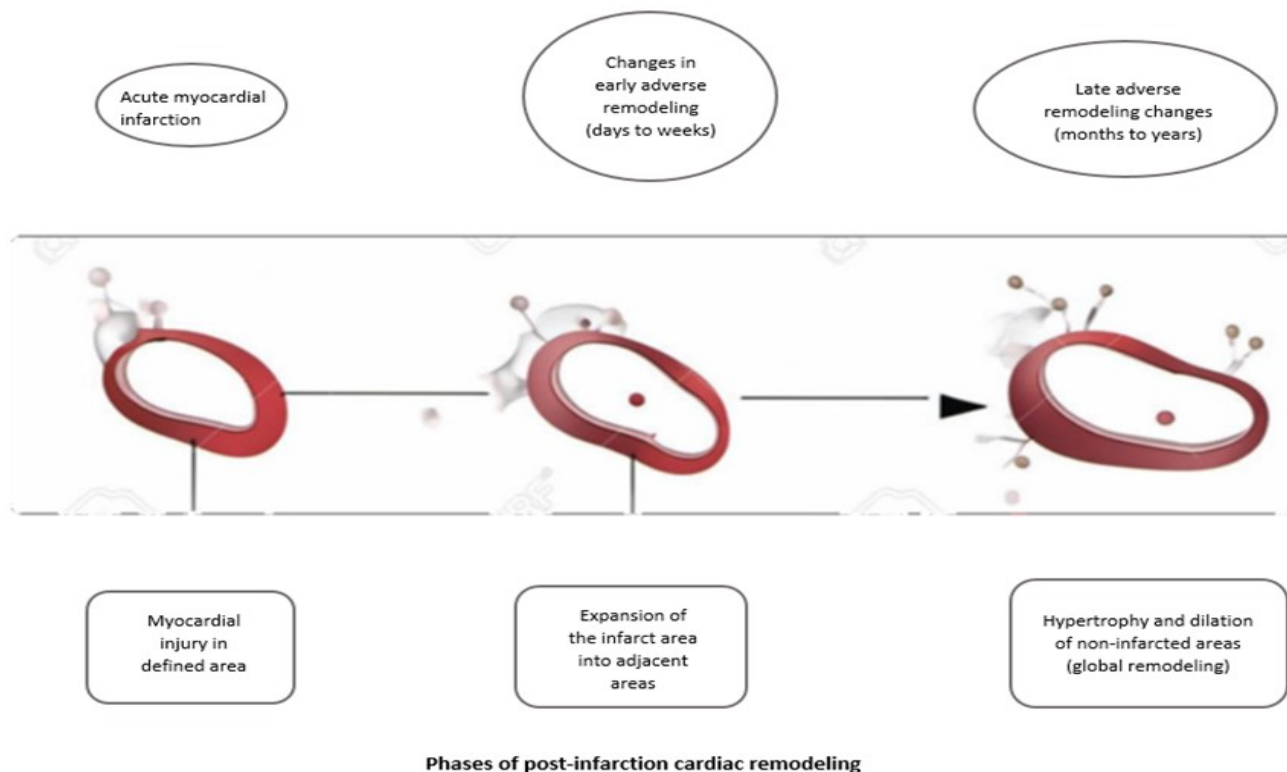 Acute myocardial
infarction
Changes in
early adverse
remodeling
(days to weeks)
Late adverse
remodeling changes
(months to years)
Myocardial
injury in
defined area
Expansion of
the infarct area
into adjacent
areas
Hypertrophy and dilation
of non-infarcted areas
(global remodeling)
Phases of post-infarction cardiac remodeling